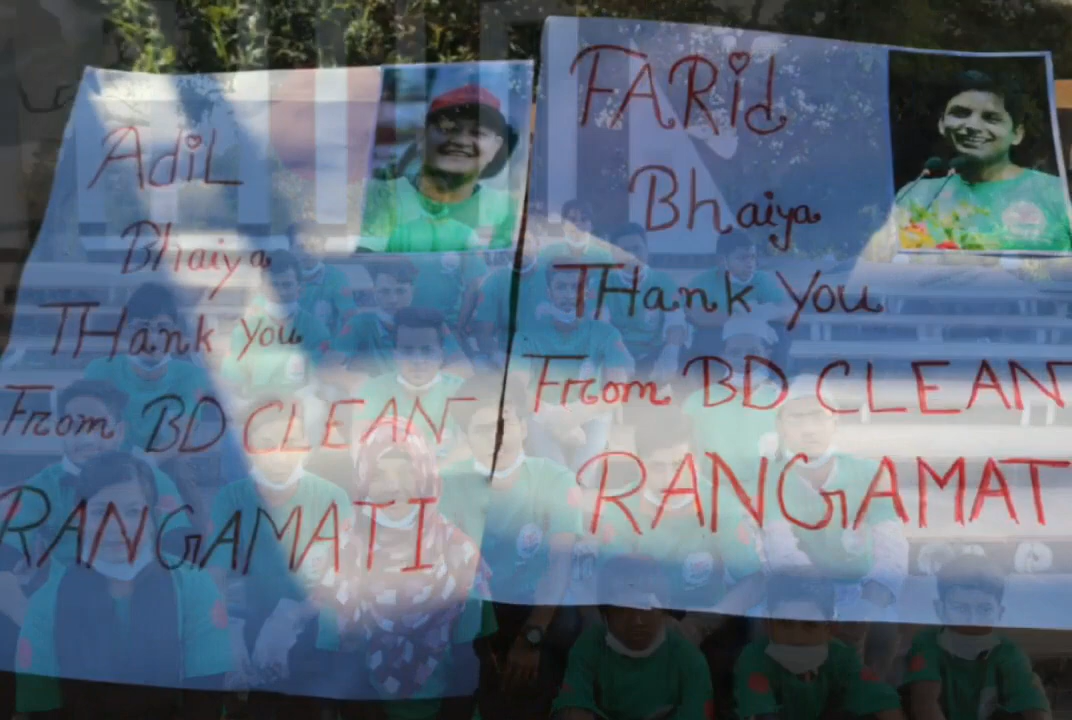 AdiL
Bhaiya
THank you
From BD CLEAN
RANGAMATI
FARid
Bhaiya
THank You
From BD CLEAN
RANGAMAT